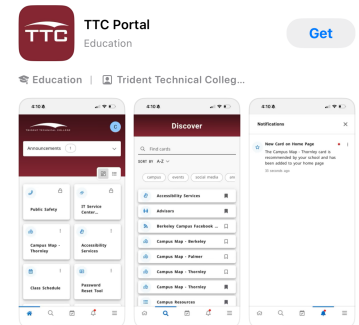 TTC
TTC Portal
Education
Get
Education | Trident Technical Colleg...
4:10
TRIDENT TECHNICAL COLLEGE
C
Announcements 1
Public Safety
IT Service
Center...
Campus Map -
Thornley
Accessibility
Services
Class Schedule
Password
Reset Tool
4:10
Discover
Find cards
SORT BY A-Z
campus
events
social media
Accessibility Services
Advisors
Berkeley Campus Facebook ...
Campus Map - Berkeley
Campus Map - Palmer
Campus Map - Thornley
Campus Map - Thornley
Campus Resources
4:10
Notifications
New Card on Home Page
The Campus Map - Thornley card is
recommended by your school and has
been added to your home page